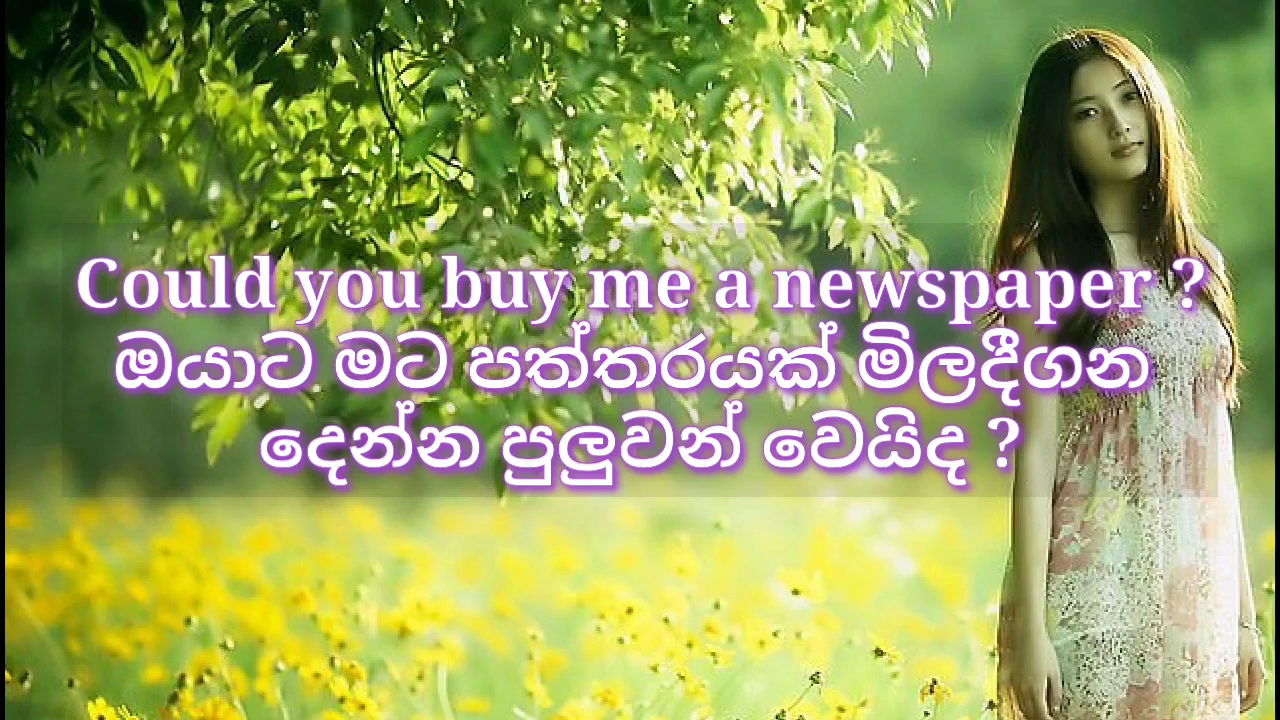 Could you buy me a newspaper ?
ඔයාට මට පත්තරයක් මිලදීගන
දෙන්න පුලුවන් වෙයිද ?